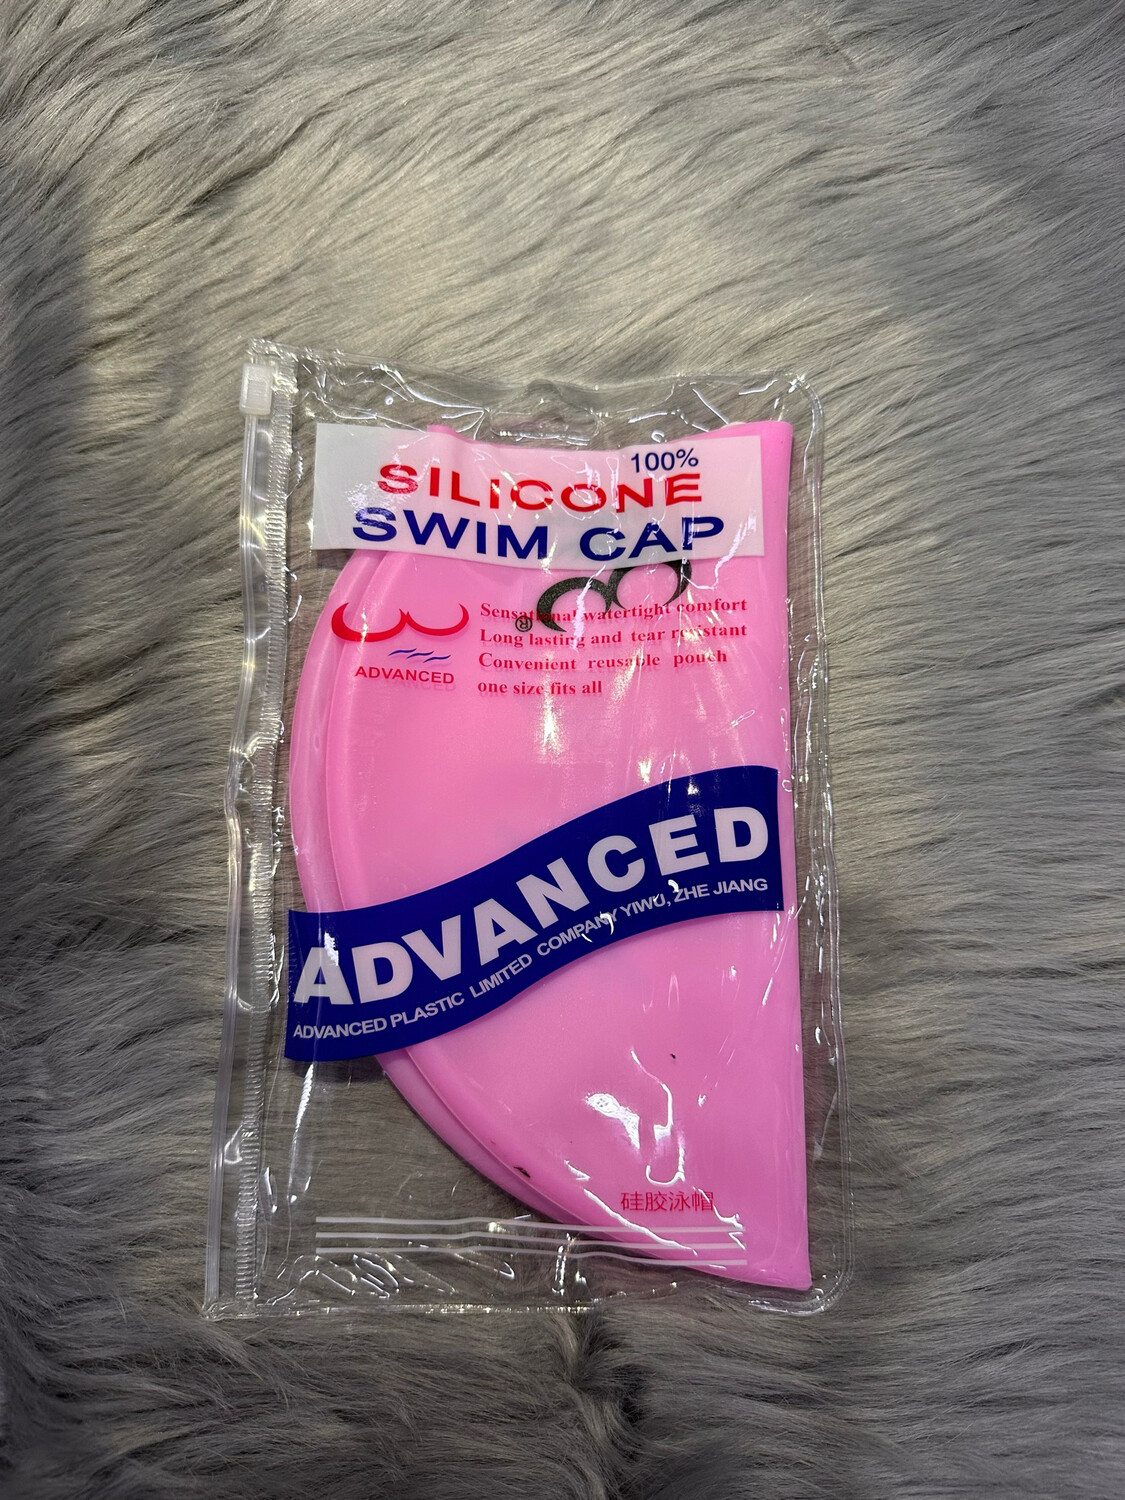 100%
SILICONE
SWIM CAP
®
Sensational watertight comfort
Long lasting and tear resistant
Convenient reusable pouch
one size fits all
ADVANCED
ADVANCED
ADVANCED PLASTIC LIMITED COMPANY YIWU, ZHE JIANG
硅胶泳帽